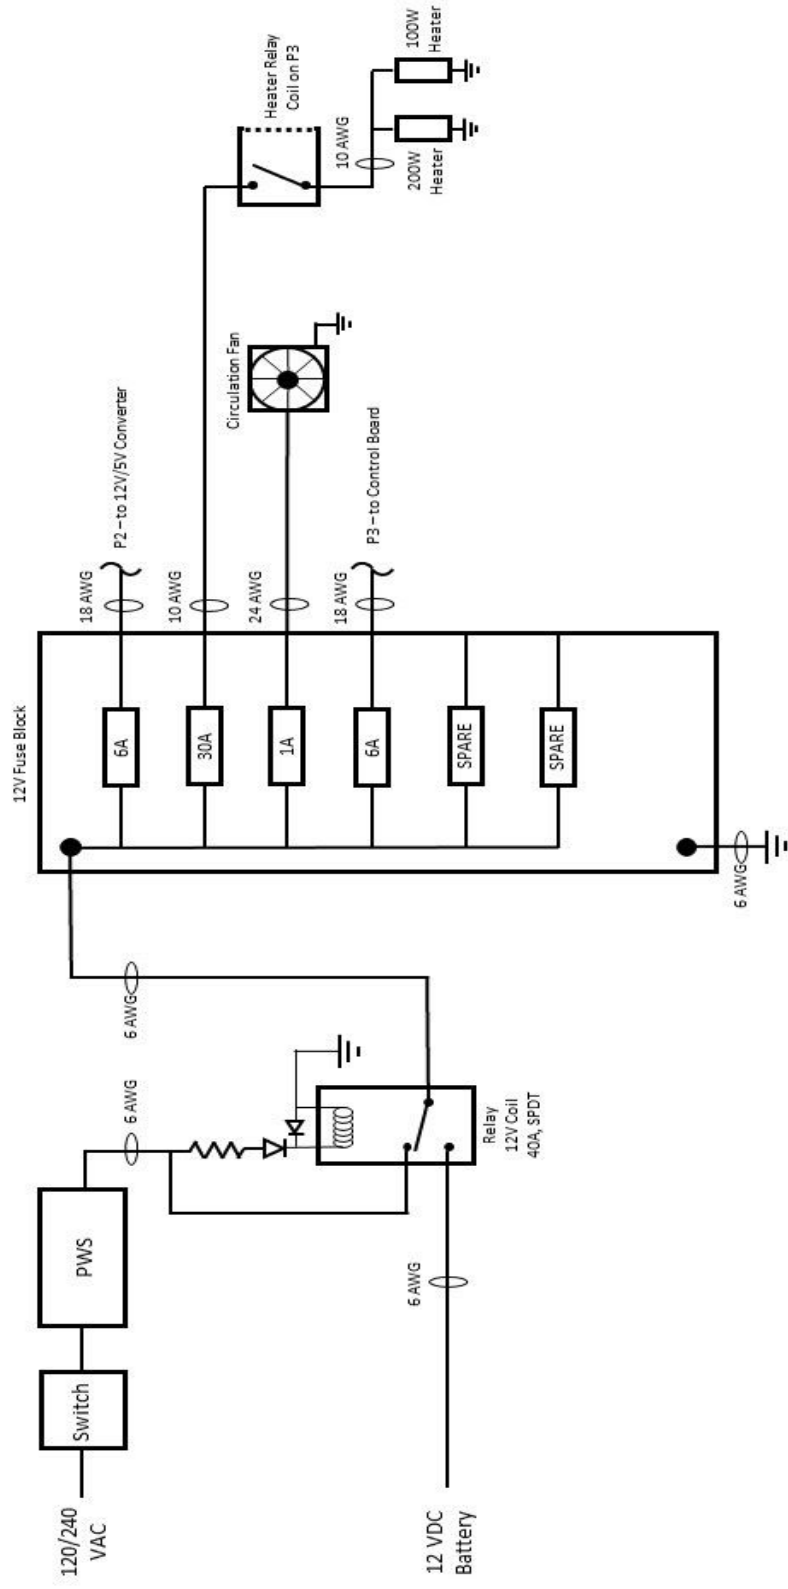 120/240
VAC
Switch
PWS
6 AWG
12 VDC
Battery
6 AWG
Relay
12V Coil
40A, SPDT
6 AWG
12V Fuse Block
6A
30A
1A
6A
SPARE
SPARE
6 AWG
18 AWG
P2 – to 12V/5V Converter
10 AWG
24 AWG
Circulation Fan
18 AWG
P3 – to Control Board
Heater Relay
Coil on P3
10 AWG
200W
Heater
100W
Heater